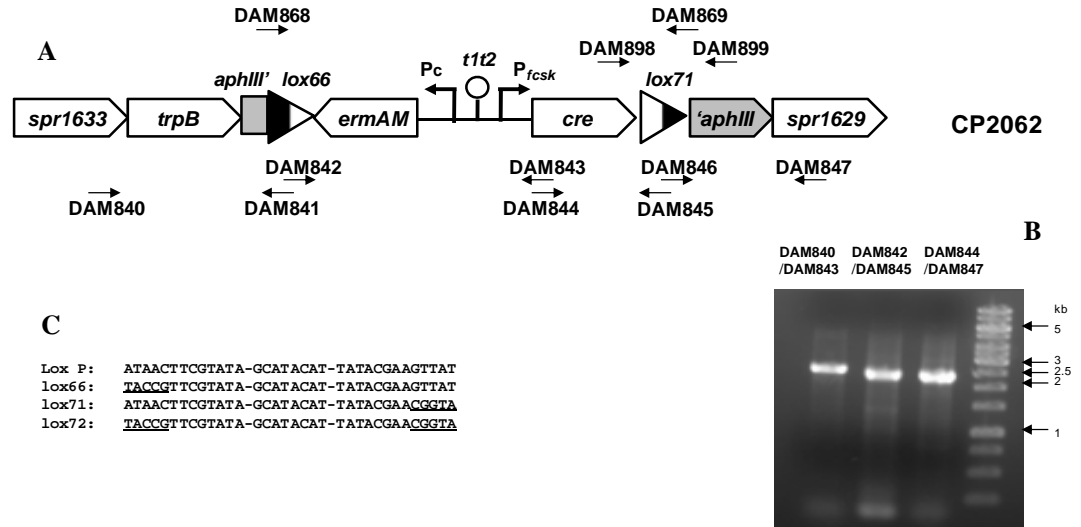 DAM868
DAM869
A
DAM898
DAM899
t1t2
aphIII'
lox66
Pc
Pfcsk
lox71
spr1633
trpB
ermAM
cre
'aphIII
spr1629
CP2062
DAM842
DAM843
DAM846
DAM847
DAM840
DAM841
DAM844
DAM845
B
DAM840
/DAM843
DAM842
/DAM845
DAM844
/DAM847
kb
5
3
2.5
2
1
C
Lox P: ATAACTTCGTATA-GCATACAT-TATACGAAGTTAT
lox66: TACCGTTCGTATA-GCATACAT-TATACGAAGTTAT
lox71: ATAACTTCGTATA-GCATACAT-TATACGAACGGTA
lox72: TACCGTTCGTATA-GCATACAT-TATACGAACGGTA